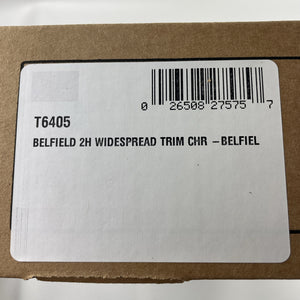 0 26508 27575 7
T6405
BELFIELD 2H WIDESPREAD TRIM CHR –BELFIEL